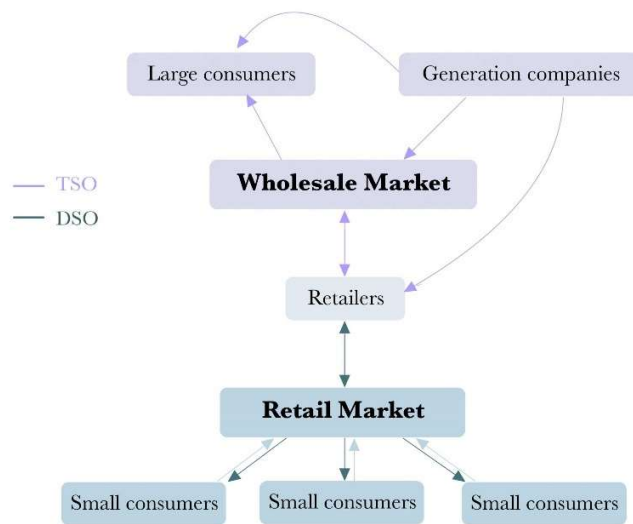 Large consumers
Generation companies
Wholesale Market
TSO
DSO
Retailers
Retail Market
Small consumers
Small consumers
Small consumers